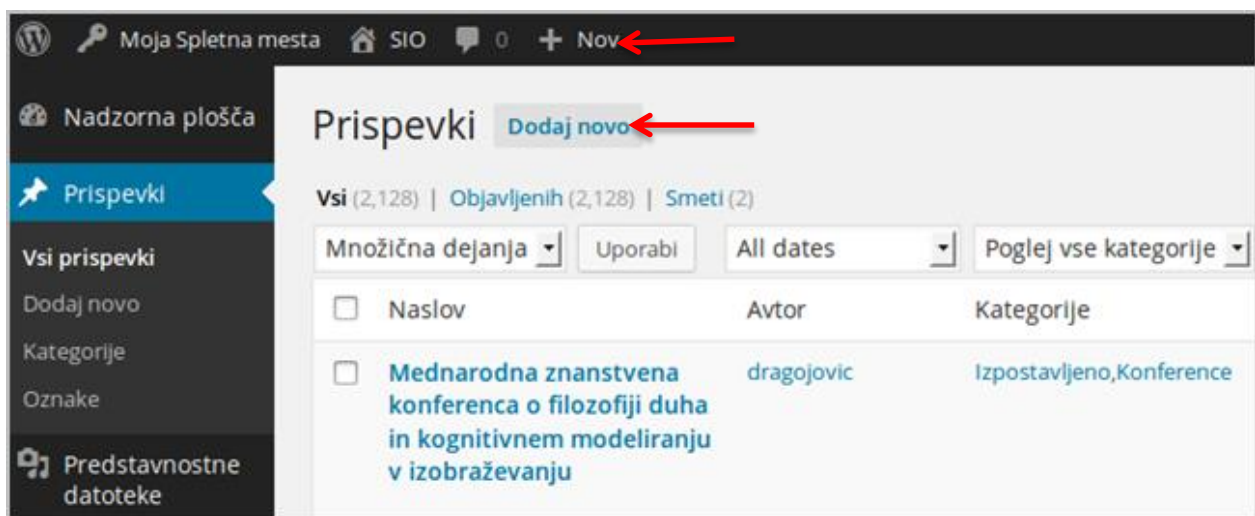 Moja Spletna mesta SIO 0 + Nov
Nadzorna plošča
Prispevki Dodaj novo
Prispevki
Vsi (2,128) | Objavljenih (2,128) | Smeti (2)
Vsi prispevki
Množična dejanja Uporabi All dates Poglej vse kategorije
Dodaj novo
Naslov Avtor Kategorije
Kategorije
Mednarodna znanstvena dragojovic Izpostavljeno,Konference
Oznake
konferenca o filozofiji duha
in kognitivnem modeliranju
v izobraževanju
Predstavnostne
datoteke